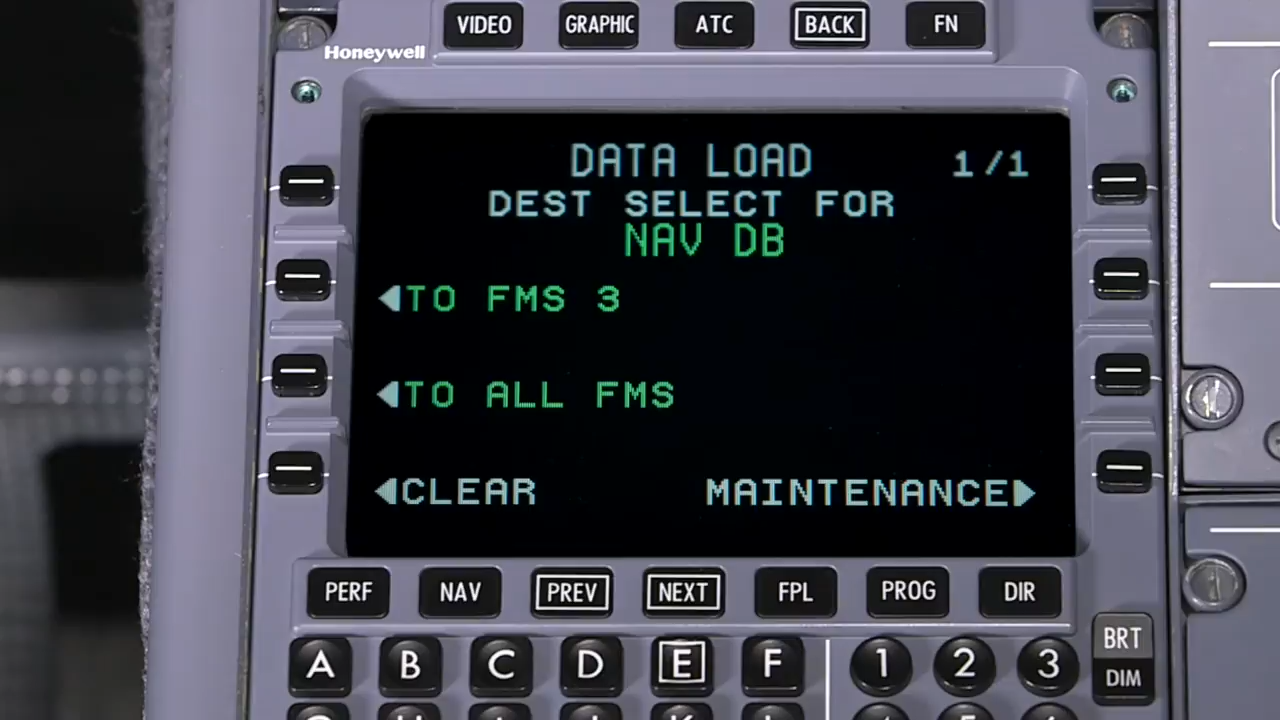 VIDEO GRAPHIC ATC BACK FN
Honeywell
DATA LOAD 1/1
DEST SELECT FOR
NAV DB
TO FMS 3
TO ALL FMS
CLEAR MAINTENANCE
PERF NAV PREV NEXT FPL PROG DIR
BRT
A B C D E F 1 2 3
DIM